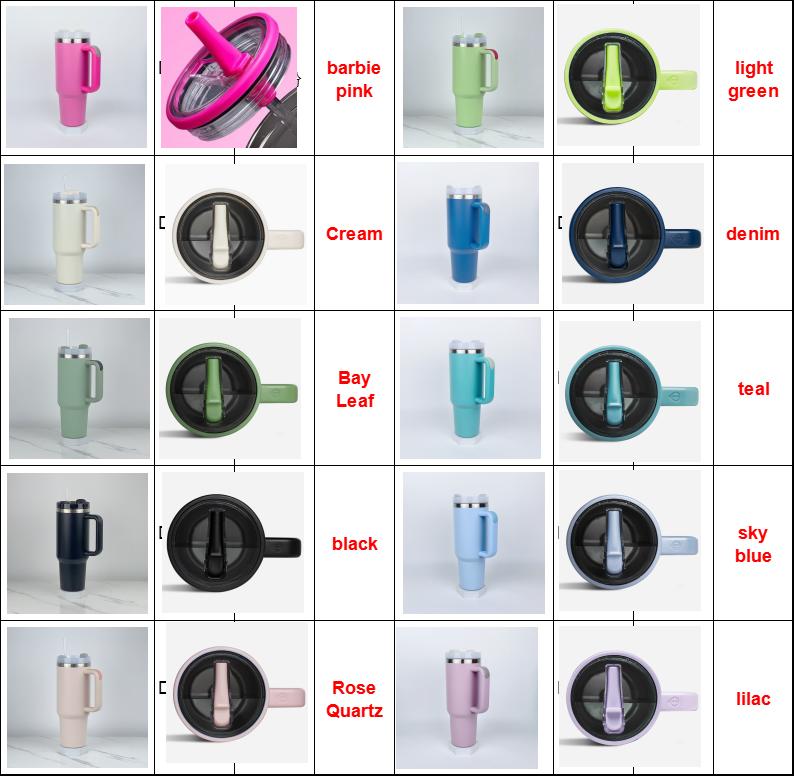 barbie
pink
light
green
Cream
denim
Bay
Leaf
teal
black
sky
blue
Rose
Quartz
lilac